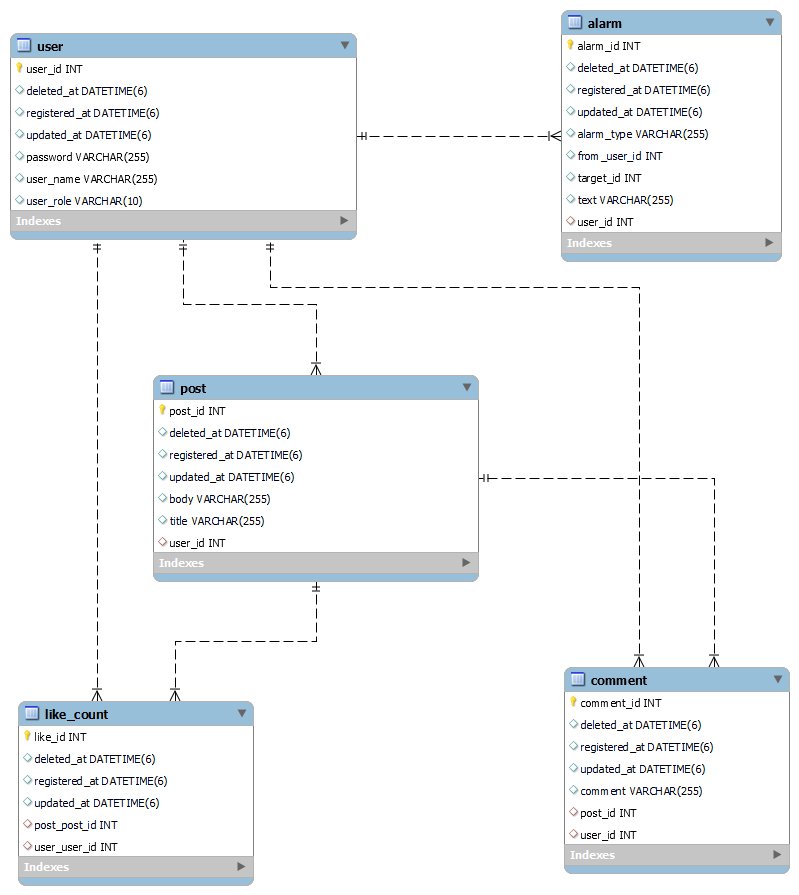 user
user_id INT
deleted_at DATETIME(6)
registered_at DATETIME(6)
updated_at DATETIME(6)
password VARCHAR(255)
user_name VARCHAR(255)
user_role VARCHAR(10)
Indexes
alarm
alarm_id INT
deleted_at DATETIME(6)
registered_at DATETIME(6)
updated_at DATETIME(6)
alarm_type VARCHAR(255)
from _user_id INT
target_id INT
text VARCHAR(255)
user_id INT
Indexes
post
post_id INT
deleted_at DATETIME(6)
registered_at DATETIME(6)
updated_at DATETIME(6)
body VARCHAR(255)
title VARCHAR(255)
user_id INT
Indexes
like_count
like_id INT
deleted_at DATETIME(6)
registered_at DATETIME(6)
updated_at DATETIME(6)
post_post_id INT
user_user_id INT
Indexes
comment
comment_id INT
deleted_at DATETIME(6)
registered_at DATETIME(6)
updated_at DATETIME(6)
comment VARCHAR(255)
post_id INT
user_id INT
Indexes